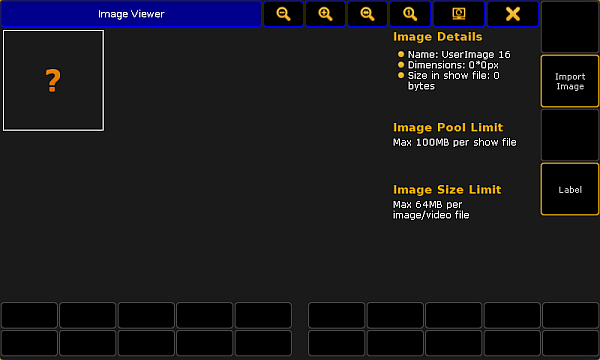 Image Viewer
?
Image Details
Name: UserImage 16
Dimensions: 0*0px
Size in show file: 0
bytes
Image Pool Limit
Max 100MB per show file
Image Size Limit
Max 64MB per
image/video file
Import
Image
Label